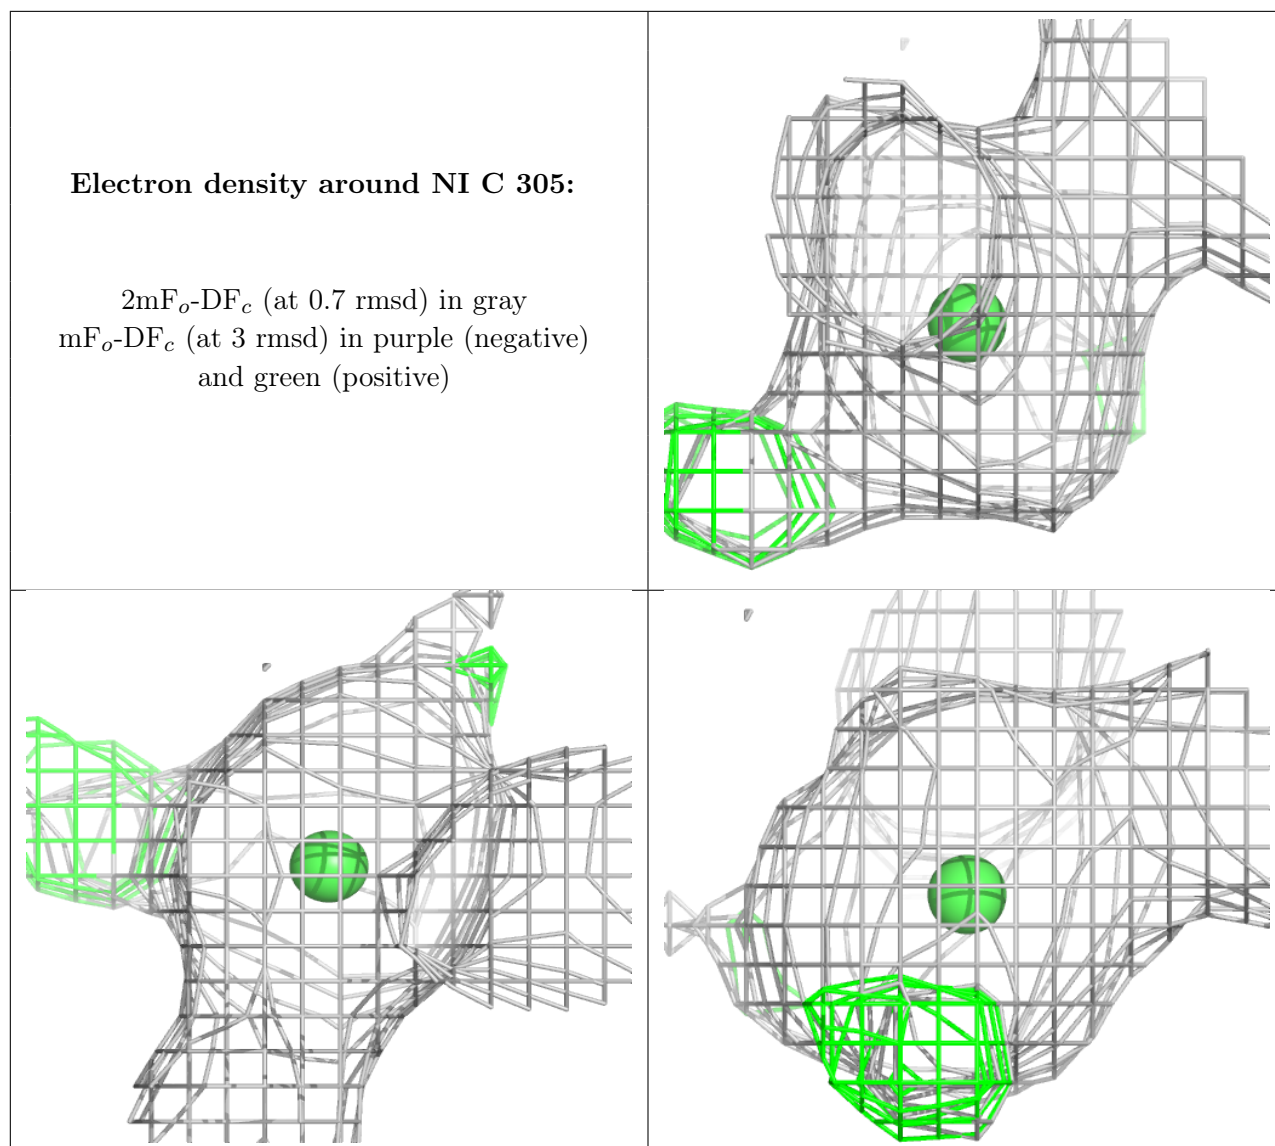 Electron density around NI C 305:
2mFo-DFc (at 0.7 rmsd) in gray
mFo-DFc (at 3 rmsd) in purple (negative)
and green (positive)